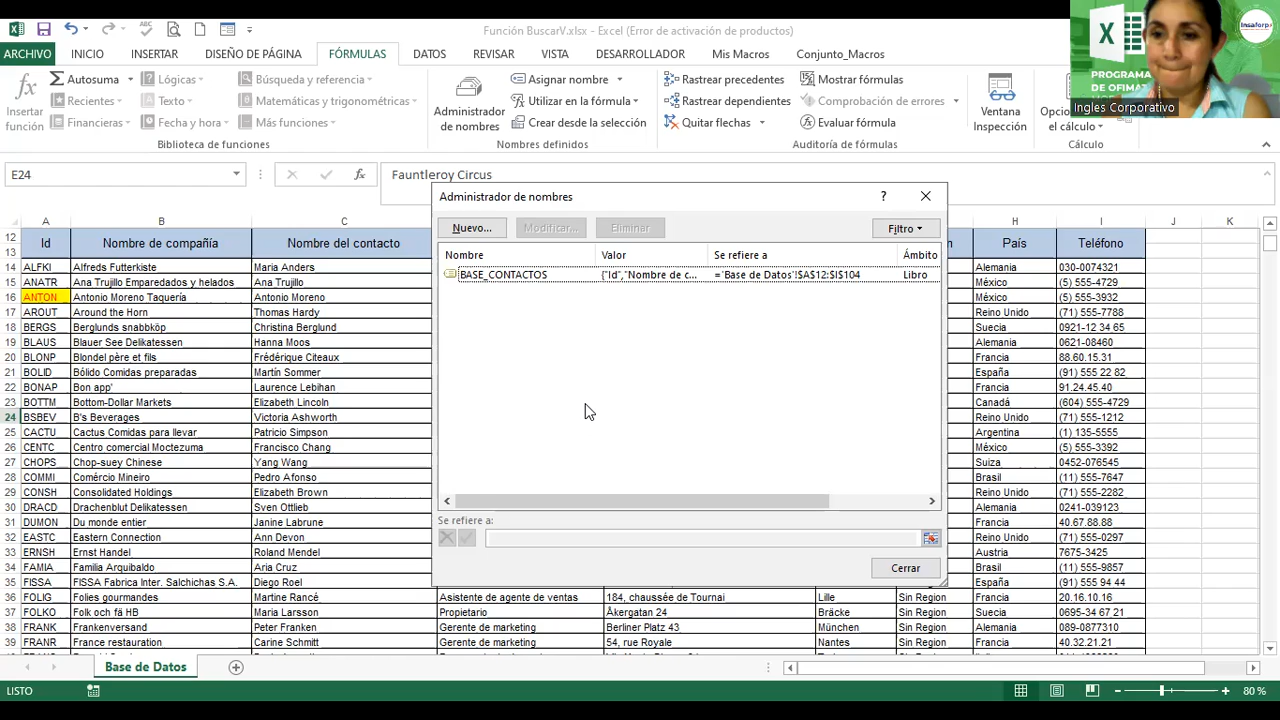 Función BuscarV.xlsx - Excel (Error de activación de productos)
ARCHIVO INICIO INSERTAR DISEÑO DE PÁGINA FÓRMULAS DATOS REVISAR VISTA DESARROLLADOR Mis Macros Conjunto_Macros
Insertar función
Autosuma Lógicas Búsqueda y referencia
Recientes Texto Matemáticas y trigonométricas
Financieras Fecha y hora Más funciones
Biblioteca de funciones
Administrador de nombres
Asignar nombre
Utilizar en la fórmula
Crear desde la selección
Nombres definidos
Rastrear precedentes Mostrar fórmulas
Rastrear dependientes Comprobación de errores
Quitar flechas Evaluar fórmula
Auditoría de fórmulas
Ventana Inspección
Opc
el cálculo
Cálculo
PROGRAMA
DE OFIMA
Ingles Corporativo
Insaforp
E24 fx Fauntleroy Circus
A B C H I J K
12
13
Id Nombre de compañía Nombre del contacto País Teléfono
14 ALFKI Alfreds Futterkiste Maria Anders Alemania 030-0074321
15 ANATR Ana Trujillo Emparedados y helados Ana Trujillo México (5) 555-4729
16 ANTON Antonio Moreno Taquería Antonio Moreno México (5) 555-3932
17 AROUT Around the Horn Thomas Hardy Reino Unido (71) 555-7788
18 BERGS Berglunds snabbköp Christina Berglund Suecia 0921-12 34 65
19 BLAUS Blauer See Delikatessen Hanna Moos Alemania 0621-08460
20 BLONP Blondel père et fils Frédérique Citeaux Francia 88.60.15.31
21 BOLID Bólido Comidas preparadas Martín Sommer España (91) 555 22 82
22 BONAP Bon app' Laurence Lebihan Francia 91.24.45.40
23 BOTTM Bottom-Dollar Markets Elizabeth Lincoln Canadá (604) 555-4729
24 BSBEV B's Beverages Victoria Ashworth Reino Unido (71) 555-1212
25 CACTU Cactus Comidas para llevar Patricio Simpson Argentina (1) 135-5555
26 CENTC Centro comercial Moctezuma Francisco Chang México (5) 555-3392
27 CHOPS Chop-suey Chinese Yang Wang Suiza 0452-076545
28 COMMI Comércio Mineiro Pedro Afonso Brasil (11) 555-7647
29 CONSH Consolidated Holdings Elizabeth Brown Reino Unido (71) 555-2282
30 DRACD Drachenblut Delikatessen Sven Ottlieb Alemania 0241-039123
31 DUMON Du monde entier Janine Labrune Francia 40.67.88.88
32 EASTC Eastern Connection Ann Devon Reino Unido (71) 555-0297
33 ERNSH Ernst Handel Roland Mendel Austria 7675-3425
34 FAMIA Familia Arquibaldo Aria Cruz Brasil (11) 555-9857
35 FISSA FISSA Fabrica Inter. Salchichas S.A. Diego Roel España (91) 555 94 44
36 FOLIG Folies gourmandes Martine Rancé Asistente de agente de ventas 184, chaussée de Tournai Lille Sin Region Francia 20.16.10.16
37 FOLKO Folk och fä HB Maria Larsson Propietario Åkergatan 24 Bräcke Sin Region Suecia 0695-34 67 21
38 FRANK Frankenversand Peter Franken Gerente de marketing Berliner Platz 43 München Sin Region Alemania 089-0877310
39 FRANR France restauration Carine Schmitt Gerente de marketing 54, rue Royale Nantes Sin Region Francia 40.32.21.21
Administrador de nombres ?
Nuevo... Modificar... Eliminar Filtro
Nombre Valor Se refiere a Ámbito
BASE_CONTACTOS {"Id","Nombre de c... ='Base de Datos'!$A$12:$I$104 Libro
Se refiere a:
Cerrar
Base de Datos
LISTO 80 %